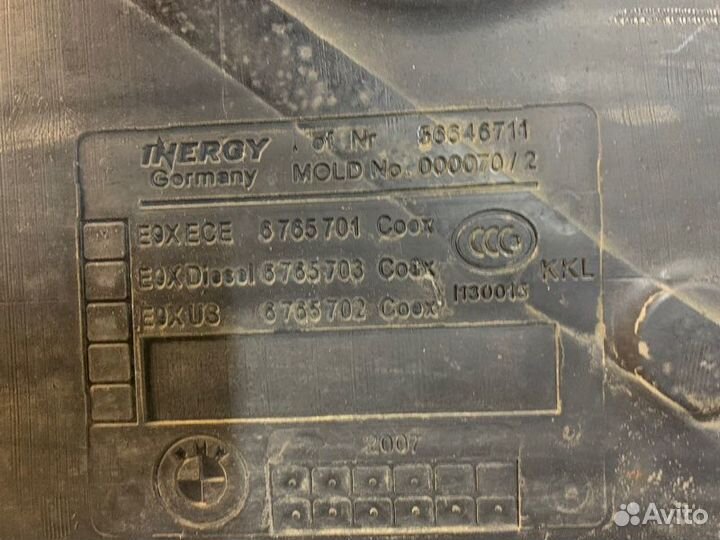 INERGY
Germany
Nr 56646711
MOLD No. 000070/2
E9X ECE 6765701 Coex
E9X Diesel 6765703 Coex
E9X US 6765702 Coex
CCC
H30015
KKL
BMW
2007
Avito